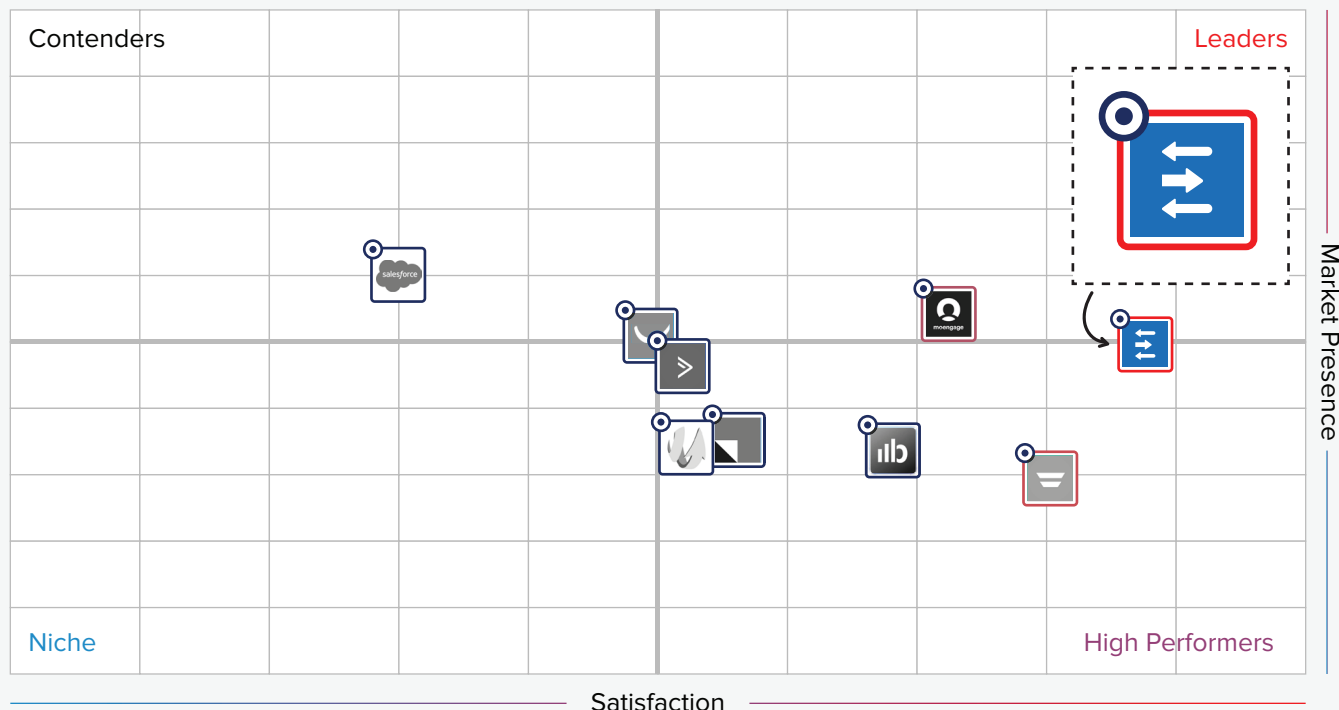 Contenders
Leaders
salesforce
moengage
Market Presence
Niche
High Performers
Satisfaction